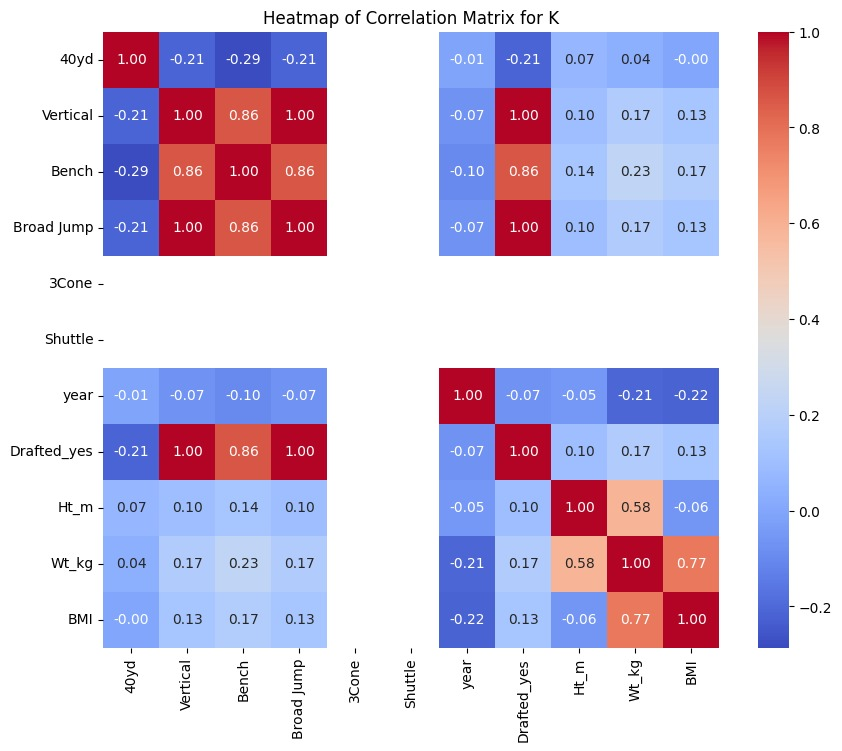 Heatmap of Correlation Matrix for K
40yd 1.00 -0.21 -0.29 -0.21 -0.01 -0.21 0.07 0.04 -0.00
Vertical -0.21 1.00 0.86 1.00 -0.07 1.00 0.10 0.17 0.13
Bench -0.29 0.86 1.00 0.86 -0.10 0.86 0.14 0.23 0.17
Broad Jump -0.21 1.00 0.86 1.00 -0.07 1.00 0.10 0.17 0.13
3Cone
Shuttle
year -0.01 -0.07 -0.10 -0.07 1.00 -0.07 -0.05 -0.21 -0.22
Drafted_yes -0.21 1.00 0.86 1.00 -0.07 1.00 0.10 0.17 0.13
Ht_m 0.07 0.10 0.14 0.10 -0.05 0.10 1.00 0.58 -0.06
Wt_kg 0.04 0.17 0.23 0.17 -0.21 0.17 0.58 1.00 0.77
BMI -0.00 0.13 0.17 0.13 -0.22 0.13 -0.06 0.77 1.00
40yd
Vertical
Bench
Broad Jump
3Cone
Shuttle
year
Drafted_yes
Ht_m
Wt_kg
BMI
1.0
0.8
0.6
0.4
0.2
0.0
−0.2